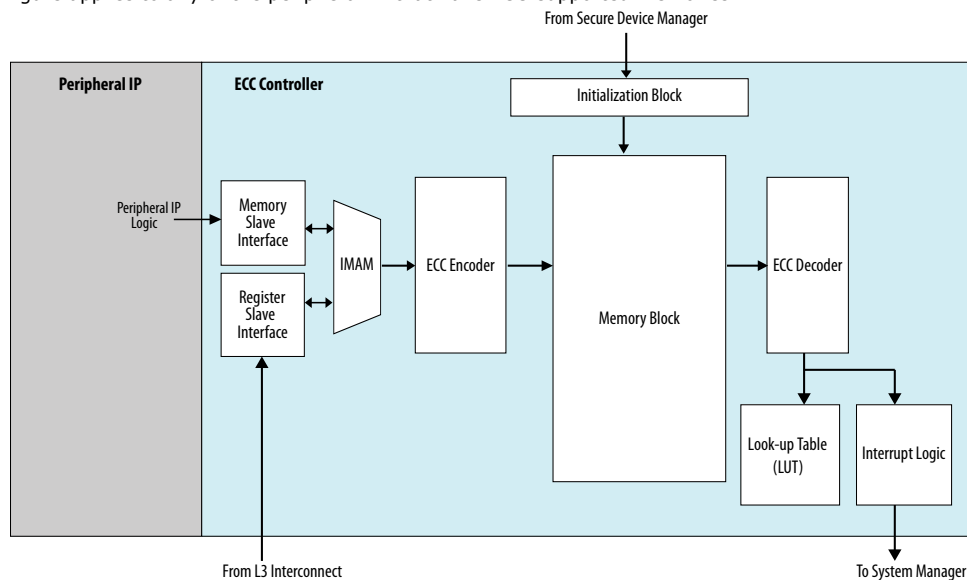 From Secure Device Manager
Peripheral IP
ECC Controller
Initialization Block
Peripheral IP
Logic
Memory
Slave
Interface
IMAM
ECC Encoder
Memory Block
ECC Decoder
Register
Slave
Interface
Look-up Table
(LUT)
Interrupt Logic
From L3 Interconnect
To System Manager